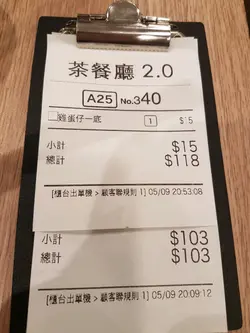 茶餐廳 2.0
A25 No.340
雞蛋仔一底 1 $15
小計 $15
總計 $118
[櫃台出單機 > 顧客聯規則 1] 05/09 20:53:08
小計 $103
總計 $103
[櫃台出單機 > 顧客聯規則 1] 05/09 20:09:12